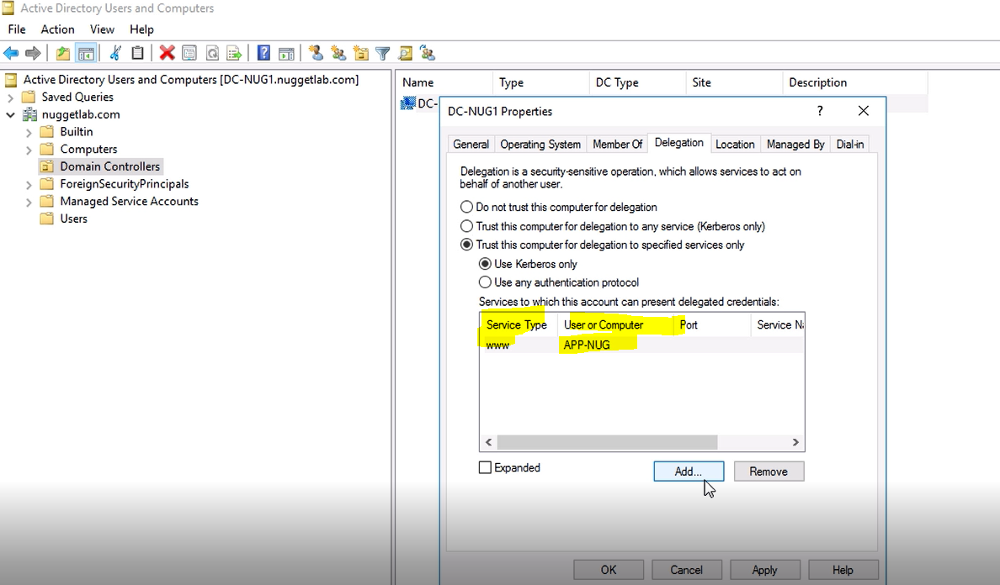 Active Directory Users and Computers
File Action View Help
Active Directory Users and Computers [DC-NUG1.nuggetlab.com]
Saved Queries
nuggetlab.com
Builtin
Computers
Domain Controllers
ForeignSecurityPrincipals
Managed Service Accounts
Users
Name Type DC Type Site Description
DC-
DC-NUG1 Properties ?
General Operating System Member Of Delegation Location Managed By Dial-in
Delegation is a security-sensitive operation, which allows services to act on
behalf of another user.
Do not trust this computer for delegation
Trust this computer for delegation to any service (Kerberos only)
Trust this computer for delegation to specified services only
Use Kerberos only
Use any authentication protocol
Services to which this account can present delegated credentials:
Service Type User or Computer Port Service Na
www APP-NUG
Expanded Add... Remove
OK Cancel Apply Help